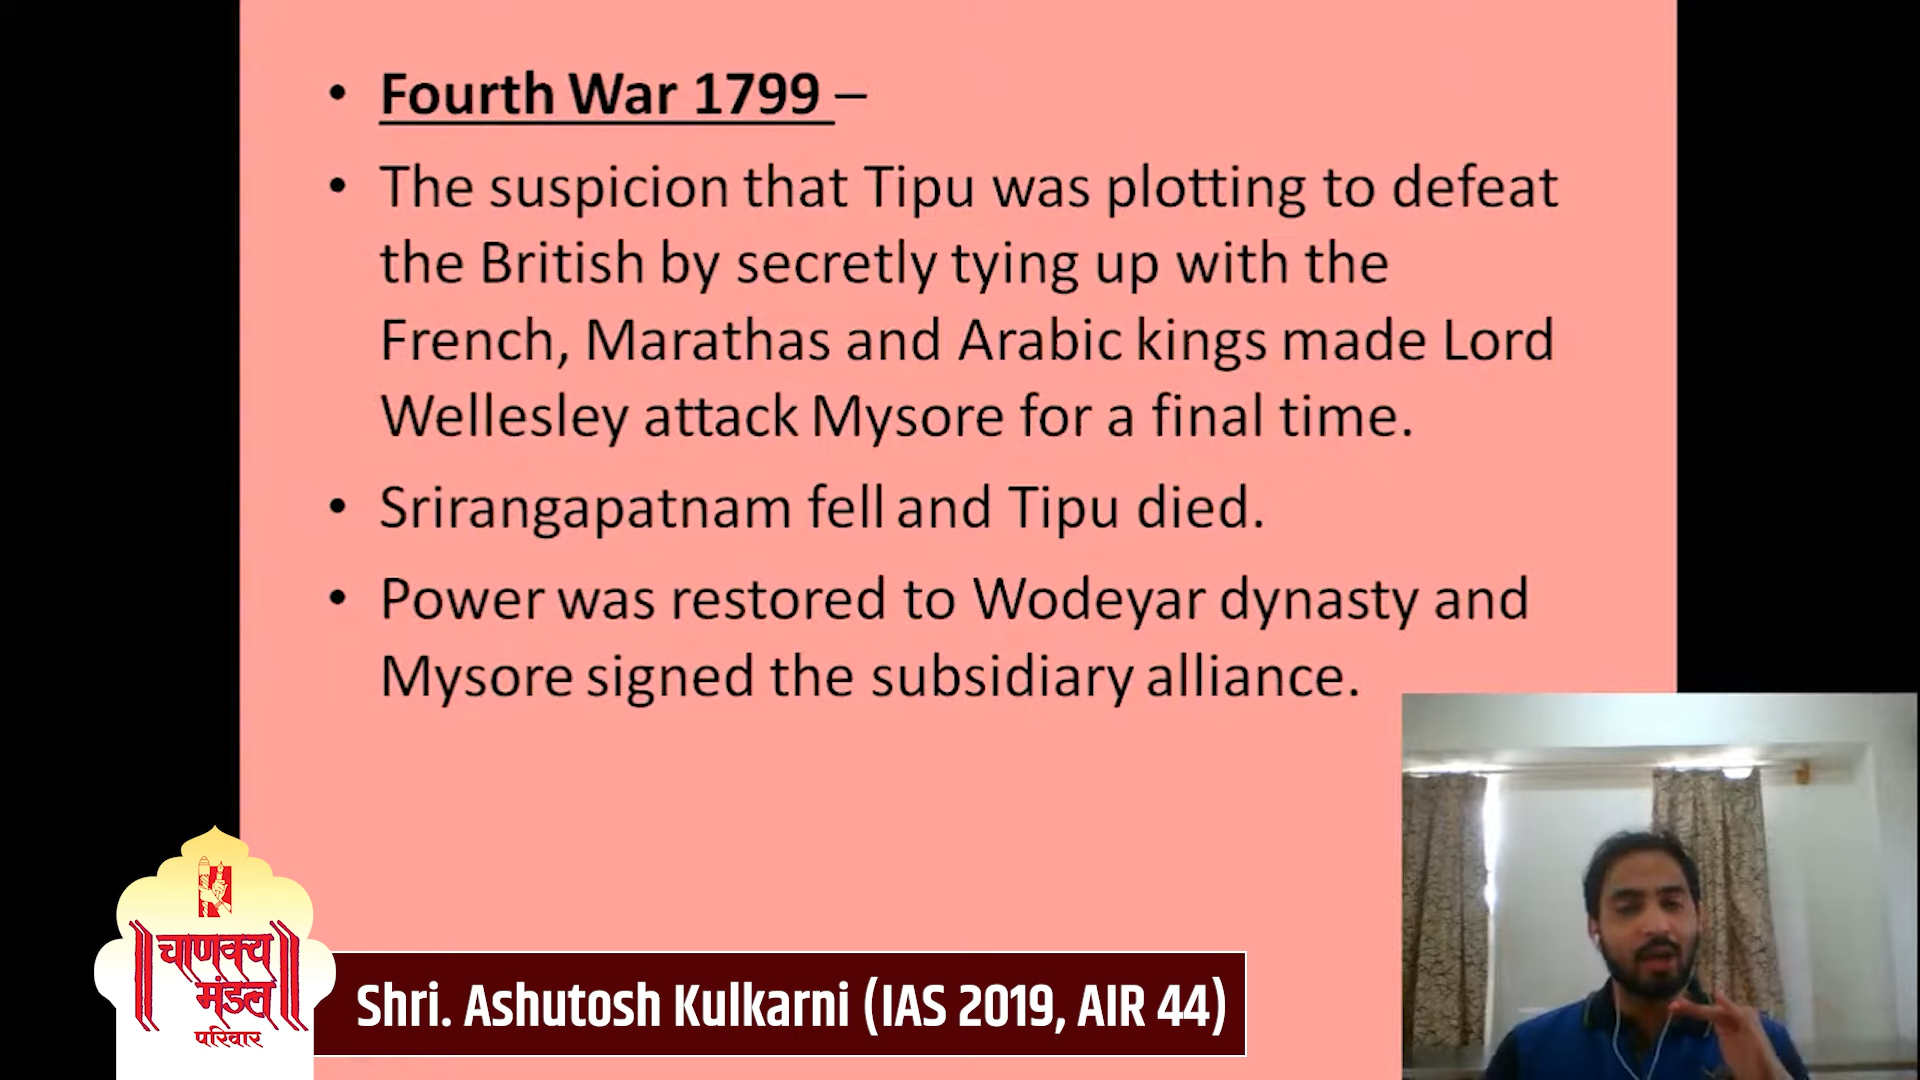 • Fourth War 1799 –
• The suspicion that Tipu was plotting to defeat
the British by secretly tying up with the
French, Marathas and Arabic kings made Lord
Wellesley attack Mysore for a final time.
• Srirangapatnam fell and Tipu died.
• Power was restored to Wodeyar dynasty and
Mysore signed the subsidiary alliance.
चाणक्य
मंडल
परिवार
Shri. Ashutosh Kulkarni (IAS 2019, AIR 44)